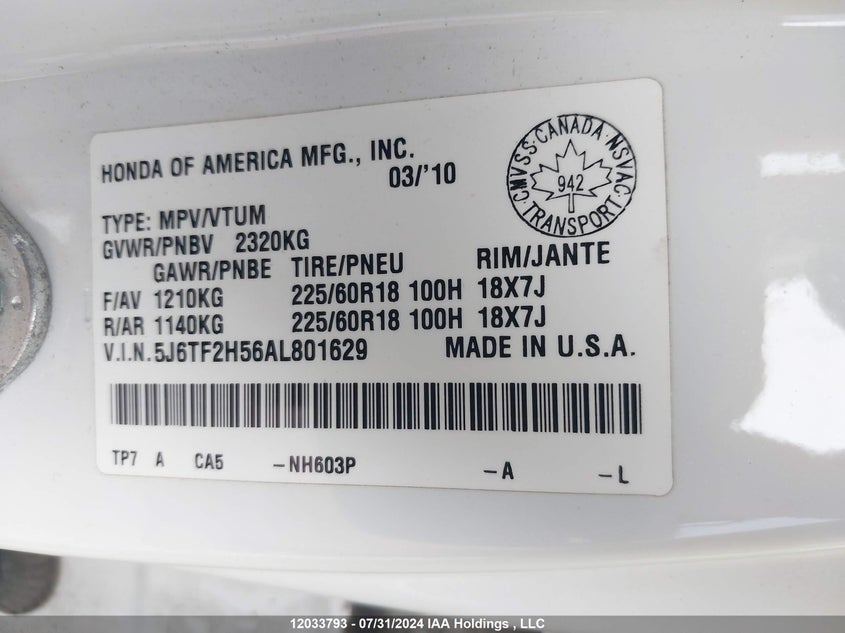 HONDA OF AMERICA MFG., INC.
03/'10
CMVSS·CANADA·NSVAC·
942
TRANSPORT
TYPE: MPV/VTUM
GVWR/PNBV 2320KG
GAWR/PNBE TIRE/PNEU RIM/JANTE
F/AV 1210KG 225/60R18 100H 18X7J
R/AR 1140KG 225/60R18 100H 18X7J
V.I.N.5J6TF2H56AL801629 MADE IN U.S.A.
TP7 A CA5 -NH603P -A -L
12033793 - 07/31/2024 IAA Holdings , LLC